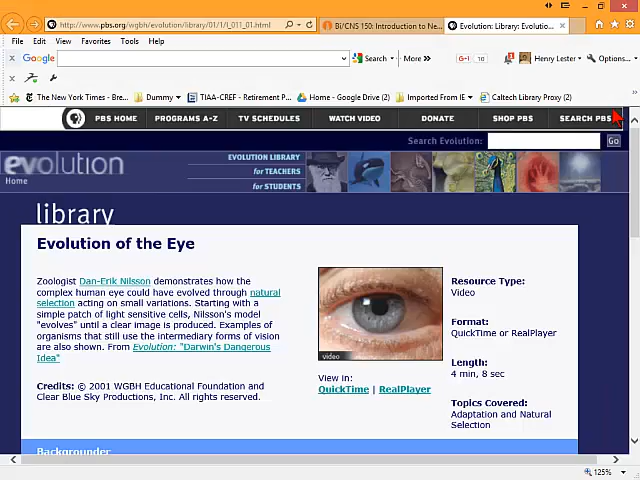 http://www.pbs.org/wgbh/evolution/library/01/1/l_011_01.html
Bi/CNS 150: Introduction to Ne...
Evolution: Library: Evolutio...
File Edit View Favorites Tools Help
x Google Search More » G+1 10 Henry Lester Options...
x
The New York Times - Bre... Dummy TIAA-CREF - Retirement P... Home - Google Drive (2) Imported From IE Caltech Library Proxy (2)
PBS HOME PROGRAMS A-Z TV SCHEDULES WATCH VIDEO DONATE SHOP PBS SEARCH PBS
Search Evolution: Go
evolution
Home
EVOLUTION LIBRARY
for TEACHERS
for STUDENTS
library
Evolution of the Eye
Zoologist Dan-Erik Nilsson demonstrates how the
complex human eye could have evolved through natural
selection acting on small variations. Starting with a
simple patch of light sensitive cells, Nilsson's model
"evolves" until a clear image is produced. Examples of
organisms that still use the intermediary forms of vision
are also shown. From Evolution: "Darwin's Dangerous
Idea"
Credits: © 2001 WGBH Educational Foundation and
Clear Blue Sky Productions, Inc. All rights reserved.
video
View in:
QuickTime | RealPlayer
Resource Type:
Video
Format:
QuickTime or RealPlayer
Length:
4 min, 8 sec
Topics Covered:
Adaptation and Natural
Selection
Backgrounder
125%